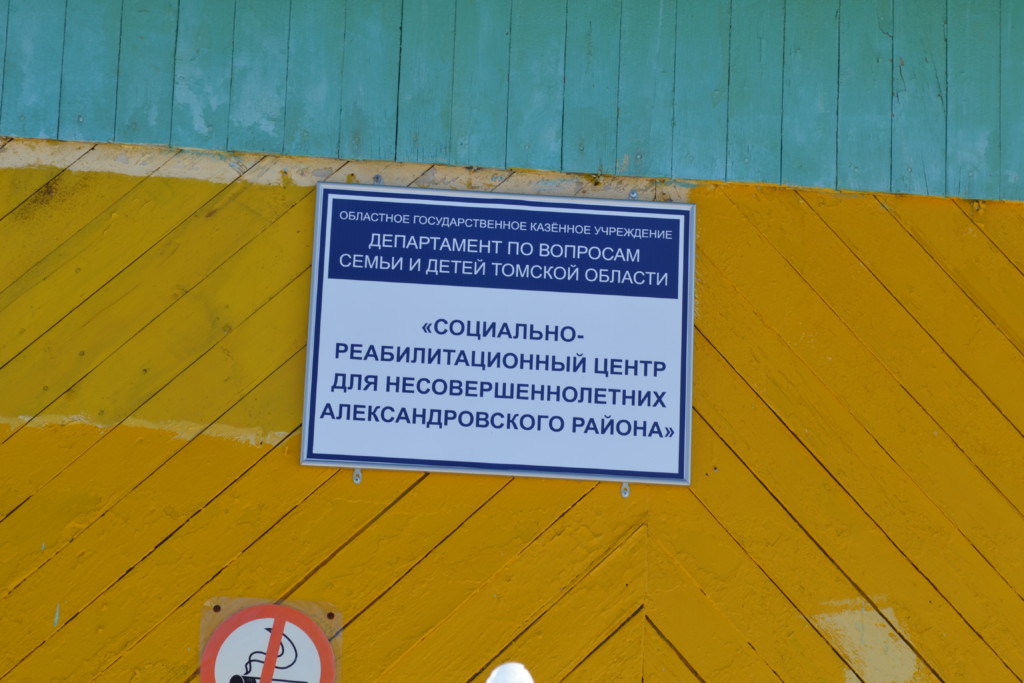 ОБЛАСТНОЕ ГОСУДАРСТВЕННОЕ КАЗЁННОЕ УЧРЕЖДЕНИЕ
ДЕПАРТАМЕНТ ПО ВОПРОСАМ
СЕМЬИ И ДЕТЕЙ ТОМСКОЙ ОБЛАСТИ
«СОЦИАЛЬНО-
РЕАБИЛИТАЦИОННЫЙ ЦЕНТР
ДЛЯ НЕСОВЕРШЕННОЛЕТНИХ
АЛЕКСАНДРОВСКОГО РАЙОНА»